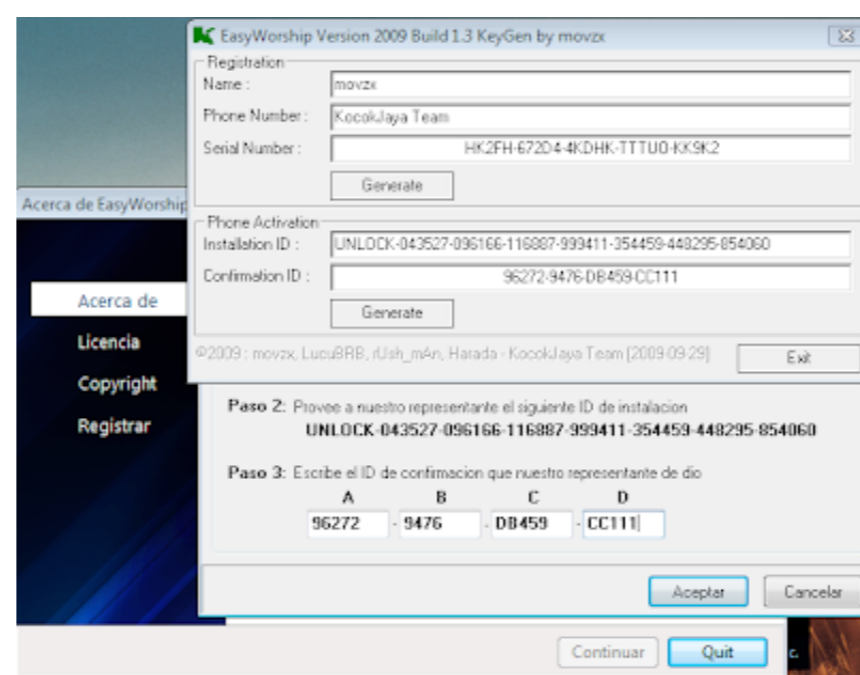 EasyWorship Version 2009 Build 1.3 KeyGen by movzx
Registration
Name : movzx
Phone Number : KocokJaya Team
Serial Number : HK2FH-672D4-4KDHK-TTTU0-KK9K2
Generate
Acerca de EasyWorship
Phone Activation
Installation ID : UNLOCK-043527-096166-116887-999411-354459-448295-854060
Confirmation ID : 96272-9476-DB459-CC111
Generate
Acerca de
Licencia
Copyright
Registrar
©2009 : movzx, LucuBRB, rUsh_mAn, Harada - KocokJaya Team [2009-09-29]
Exit
Paso 2: Provee a nuestro representante el siguiente ID de instalacion
UNLOCK-043527-096166-116887-999411-354459-448295-854060
Paso 3: Escribe el ID de confirmacion que nuestro representante de dio
A B C D
96272 - 9476 - DB459 - CC111
Aceptar Cancelar
Continuar Quit
c.